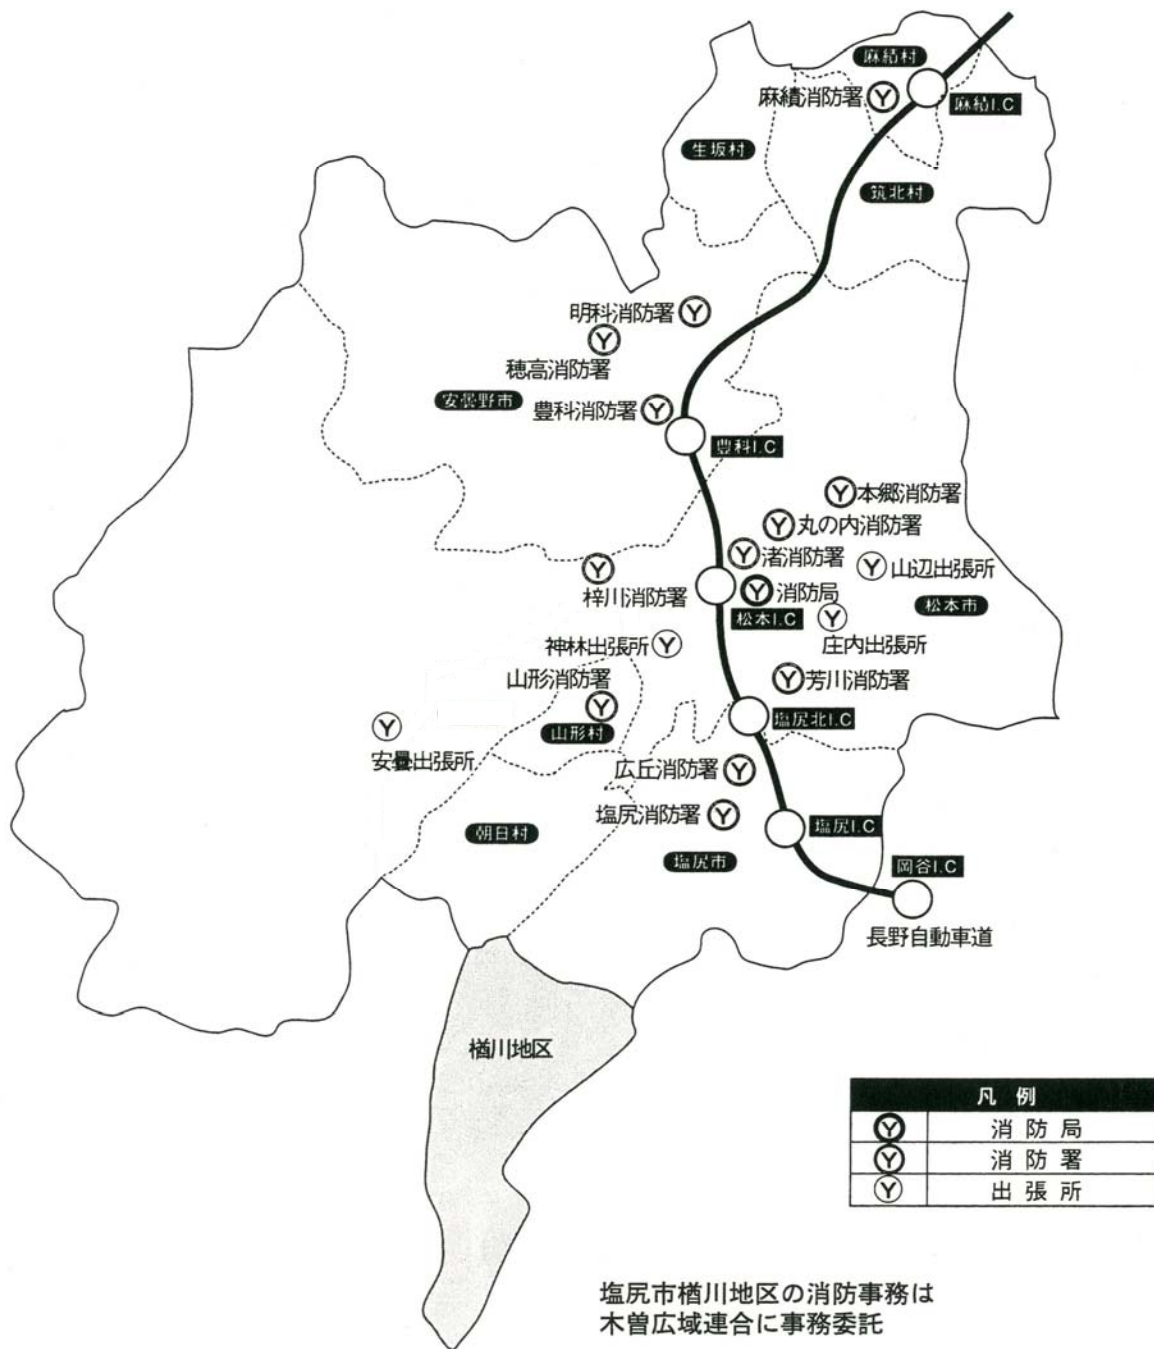 麻績村
麻績消防署
麻績I.C
生坂村
筑北村
明科消防署
穂高消防署
安曇野市
豊科消防署
豊科I.C
本郷消防署
丸の内消防署
渚消防署
山辺出張所
梓川消防署
消防局
松本I.C
松本市
庄内出張所
神林出張所
山形消防署
芳川消防署
山形村
塩尻北I.C
安曇出張所
広丘消防署
塩尻消防署
朝日村
塩尻I.C
塩尻市
岡谷I.C
長野自動車道
楢川地区
凡例
Y 消防局
Y 消防署
Y 出張所
塩尻市楢川地区の消防事務は
木曽広域連合に事務委託